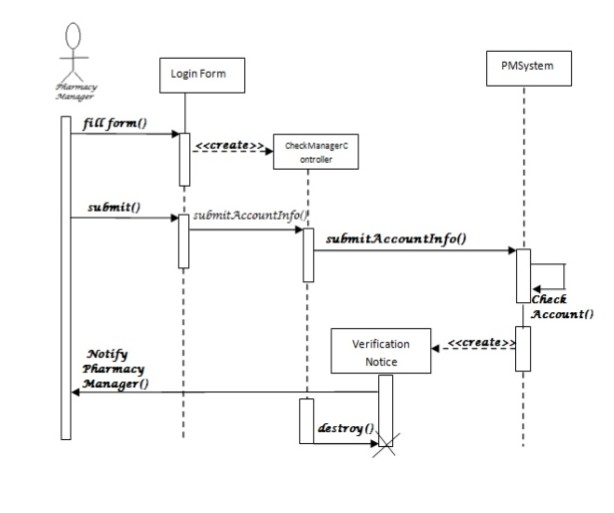 Pharmacy
Manager
Login Form
PMSystem
fill form()
<<create>>
CheckManagerC
ontroller
submit()
submitAccountInfo()
submitAccountInfo()
Check
Account()
Verification
Notice
<<create>>
Notify
Pharmacy
Manager()
destroy()